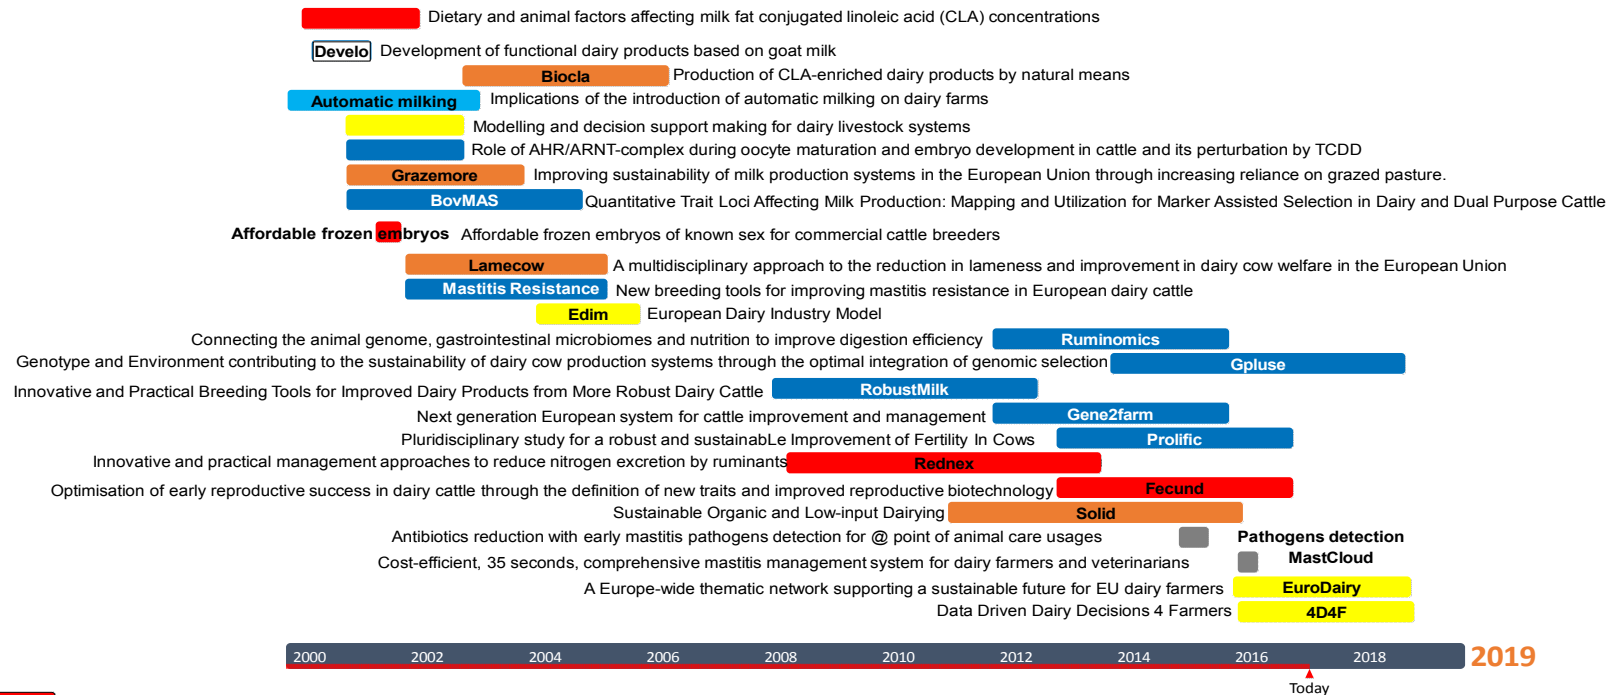 Dietary and animal factors affecting milk fat conjugated linoleic acid (CLA) concentrations
Develo Development of functional dairy products based on goat milk
Biocla Production of CLA-enriched dairy products by natural means
Automatic milking Implications of the introduction of automatic milking on dairy farms
Modelling and decision support making for dairy livestock systems
Role of AHR/ARNT-complex during oocyte maturation and embryo development in cattle and its perturbation by TCDD
Grazemore Improving sustainability of milk production systems in the European Union through increasing reliance on grazed pasture.
BovMAS Quantitative Trait Loci Affecting Milk Production: Mapping and Utilization for Marker Assisted Selection in Dairy and Dual Purpose Cattle
Affordable frozen embryos Affordable frozen embryos of known sex for commercial cattle breeders
Lamecow A multidisciplinary approach to the reduction in lameness and improvement in dairy cow welfare in the European Union
Mastitis Resistance New breeding tools for improving mastitis resistance in European dairy cattle
Edim European Dairy Industry Model
Connecting the animal genome, gastrointestinal microbiomes and nutrition to improve digestion efficiency Ruminomics
Genotype and Environment contributing to the sustainability of dairy cow production systems through the optimal integration of genomic selection Gpluse
Innovative and Practical Breeding Tools for Improved Dairy Products from More Robust Dairy Cattle RobustMilk
Next generation European system for cattle improvement and management Gene2farm
Pluridisciplinary study for a robust and sustainabLe Improvement of Fertility In Cows Prolific
Innovative and practical management approaches to reduce nitrogen excretion by ruminants Rednex
Optimisation of early reproductive success in dairy cattle through the definition of new traits and improved reproductive biotechnology Fecund
Sustainable Organic and Low-input Dairying Solid
Antibiotics reduction with early mastitis pathogens detection for @ point of animal care usages Pathogens detection
Cost-efficient, 35 seconds, comprehensive mastitis management system for dairy farmers and veterinarians MastCloud
A Europe-wide thematic network supporting a sustainable future for EU dairy farmers EuroDairy
Data Driven Dairy Decisions 4 Farmers 4D4F
2000 2002 2004 2006 2008 2010 2012 2014 2016 2018 2019
Today